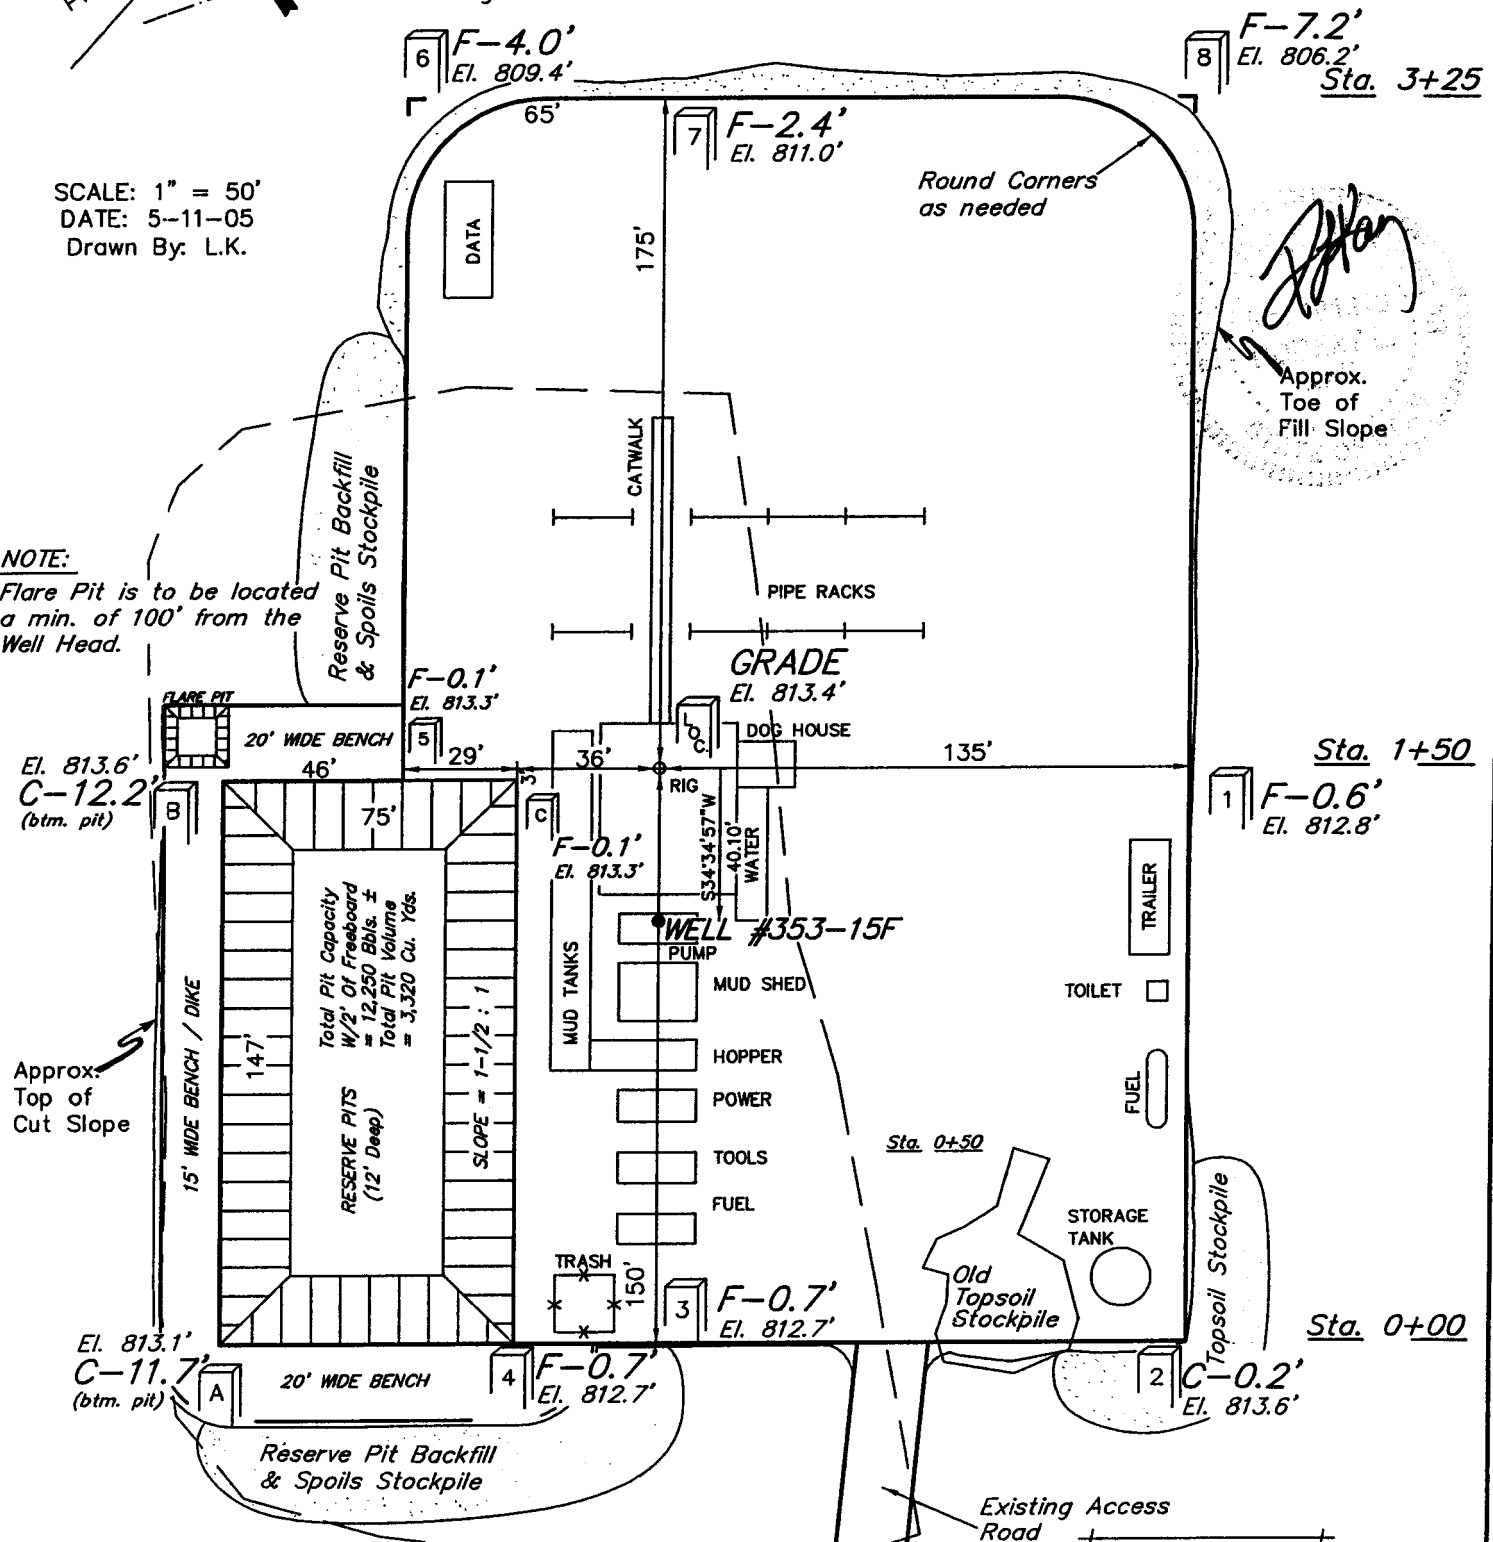 6
F-4.0'
El. 809.4'
8
F-7.2'
El. 806.2'
Sta. 3+25
65'
7
F-2.4'
El. 811.0'
SCALE: 1" = 50'
DATE: 5--11-05
Drawn By: L.K.
Round Corners
as needed
DATA
175'
Approx.
Toe of
Fill Slope
CATWALK
Reserve Pit Backfill
& Spoils Stockpile
NOTE:
Flare Pit is to be located
a min. of 100' from the
Well Head.
PIPE RACKS
GRADE
El. 813.4'
F-0.1'
El. 813.3'
FLARE PIT
20' WIDE BENCH
5
LOC.
DOG HOUSE
El. 813.6'
C-12.2'
(btm. pit)
B
46'
29'
3'
36'
RIG
135'
Sta. 1+50
1
F-0.6'
El. 812.8'
75'
C
F-0.1'
El. 813.3'
S34°34'57"W
40.10'
WATER
TRAILER
Total Pit Capacity
W/2' Of Freeboard
= 12,250 Bbls. ±
Total Pit Volume
= 3,320 Cu. Yds.
WELL #353-15F
PUMP
MUD SHED
MUD TANKS
TOILET
15' WIDE BENCH / DIKE
147'
SLOPE = 1-1/2 : 1
HOPPER
Approx.
Top of
Cut Slope
RESERVE PITS
(12' Deep)
POWER
FUEL
TOOLS
Sta. 0+50
FUEL
STORAGE
TANK
Topsoil Stockpile
TRASH
150'
Old
Topsoil
Stockpile
3
F-0.7'
El. 812.7'
Sta. 0+00
El. 813.1'
C-11.7'
(btm. pit)
A
20' WIDE BENCH
4
F-0.7'
El. 812.7'
2
C-0.2'
El. 813.6'
Reserve Pit Backfill
& Spoils Stockpile
Existing Access
Road